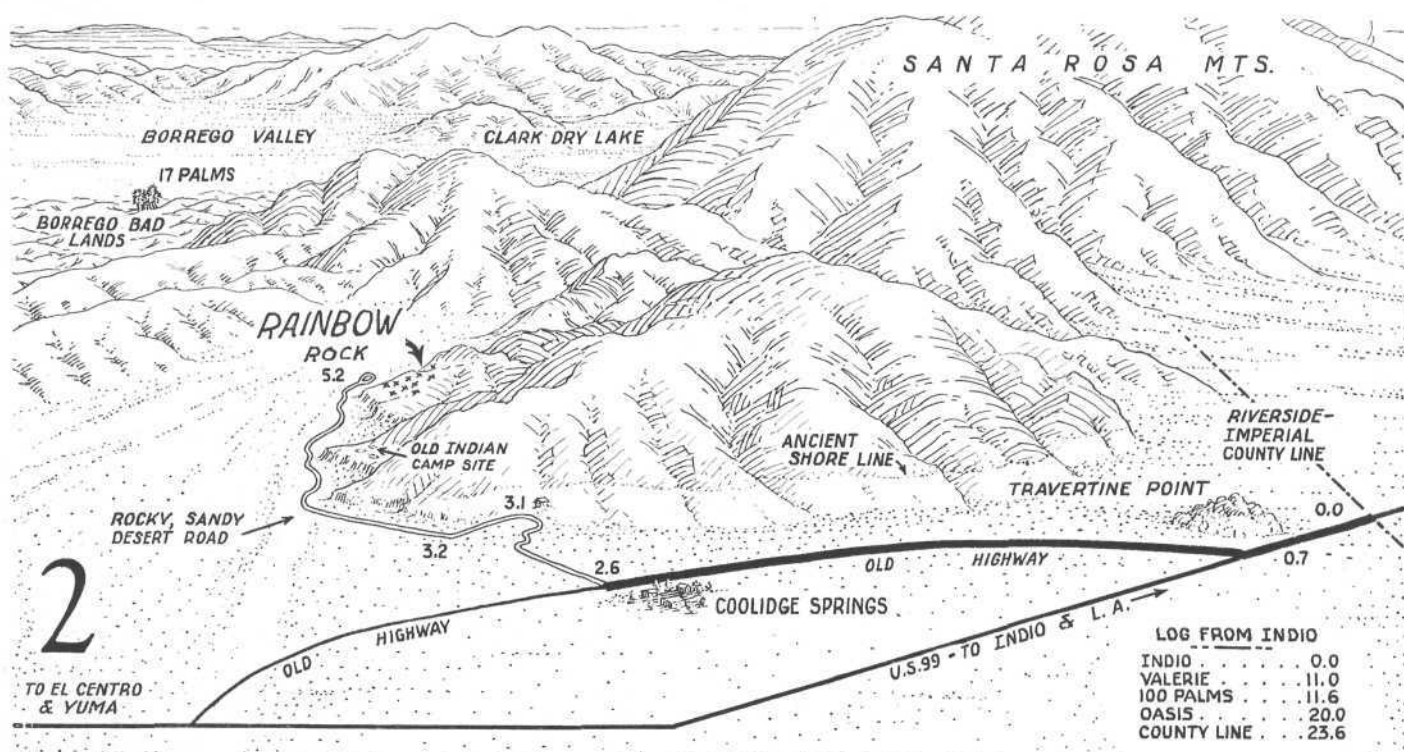 SANTA ROSA MTS.
BORREGO VALLEY
CLARK DRY LAKE
17 PALMS
BORREGO BAD
LANDS
RAINBOW
ROCK
5.2
OLD INDIAN
CAMP SITE
ANCIENT
SHORE LINE
RIVERSIDE-
IMPERIAL
COUNTY LINE
TRAVERTINE POINT
0.0
3.1
ROCKY, SANDY
DESERT ROAD
3.2
2.6
OLD HIGHWAY
0.7
2
COOLIDGE SPRINGS
OLD HIGHWAY
U.S.99 - TO INDIO & L.A.
TO EL CENTRO
& YUMA
LOG FROM INDIO
INDIO . . . . . . 0.0
VALERIE . . . . . 11.0
100 PALMS . . . . 11.6
OASIS . . . . . . 20.0
COUNTY LINE . . . 23.6